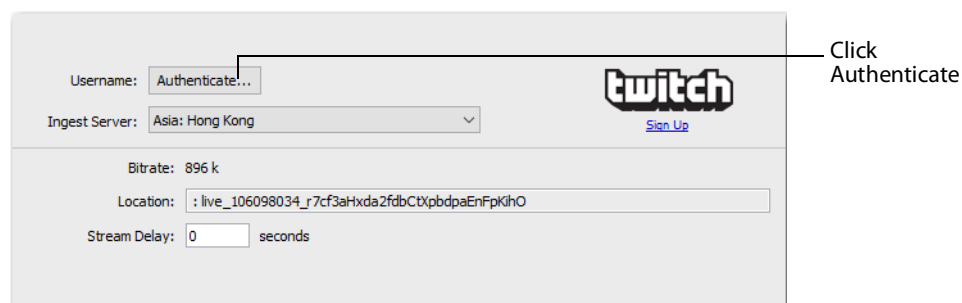 Click
Authenticate
Username: Authenticate...
twitch
Ingest Server: Asia: Hong Kong
Sign Up
Bitrate: 896 k
Location: : live_106098034_r7cf3aHxda2fdbCtXpbdpaEnFpKihO
Stream Delay: 0 seconds